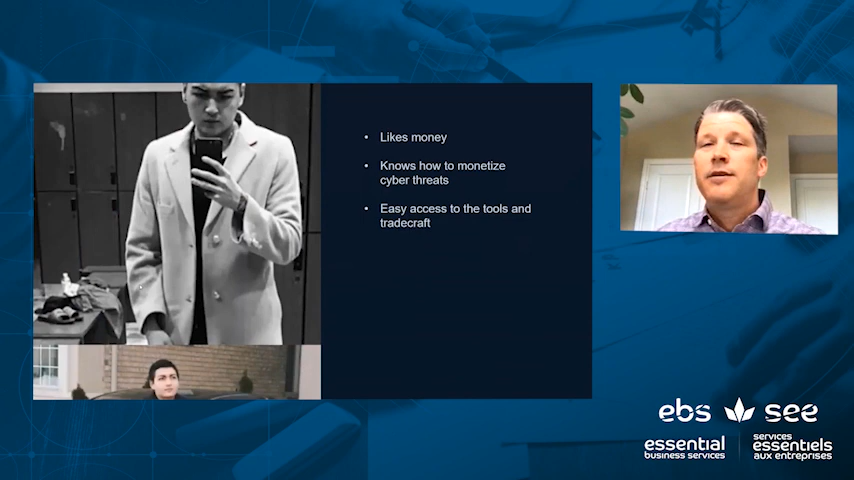 • Likes money
• Knows how to monetize
cyber threats
• Easy access to the tools and
tradecraft
ebs see
essential
business services
services
essentiels
aux entreprises